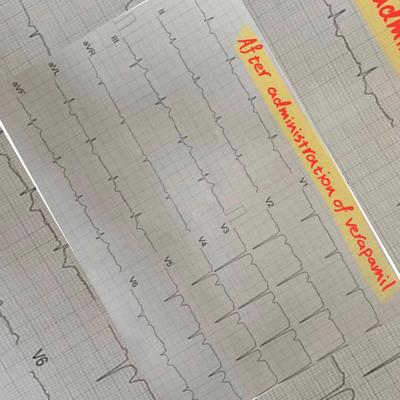 After administration of verapamil
admi
II
III
aVR
aVL
aVF
V1
V2
V3
V4
V5
V6
V6